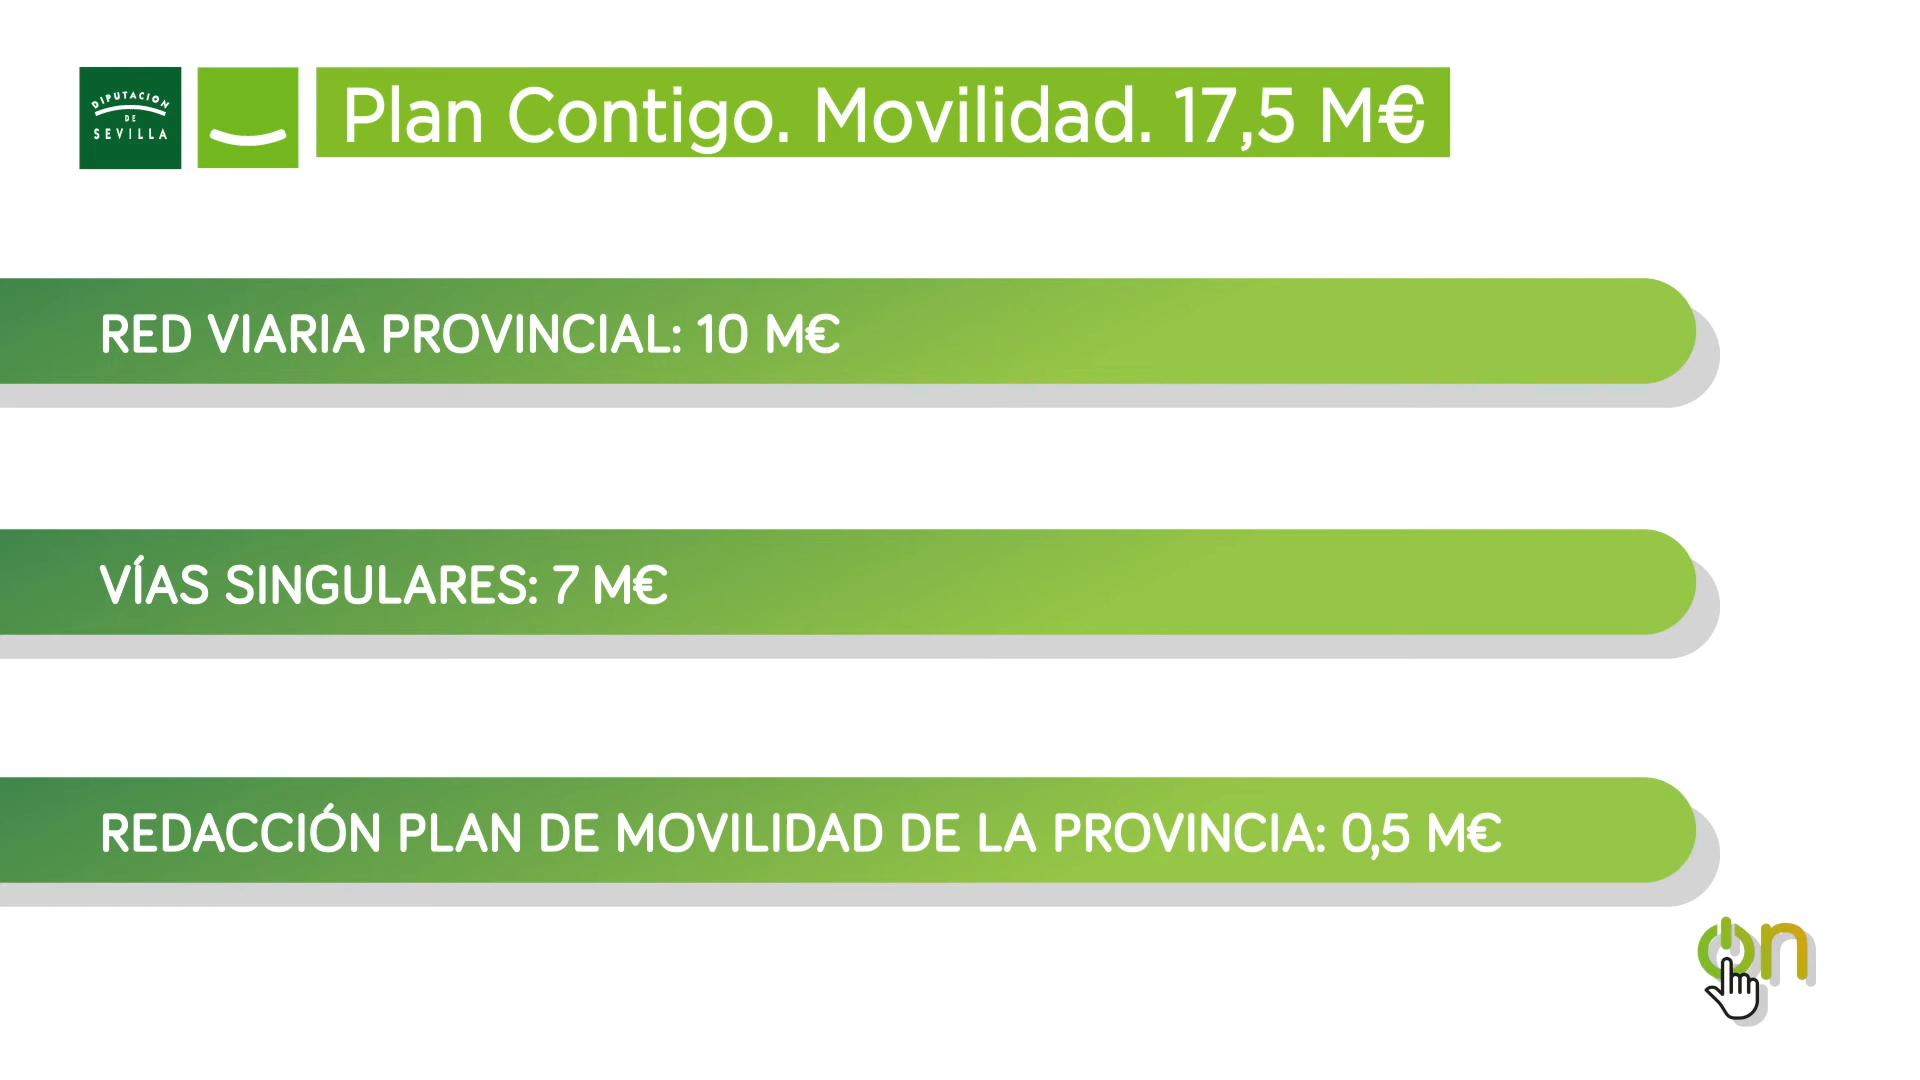 DIPUTACION
DE
SEVILLA
Plan Contigo. Movilidad. 17,5 M€
RED VIARIA PROVINCIAL: 10 M€
VÍAS SINGULARES: 7 M€
REDACCIÓN PLAN DE MOVILIDAD DE LA PROVINCIA: 0,5 M€
on